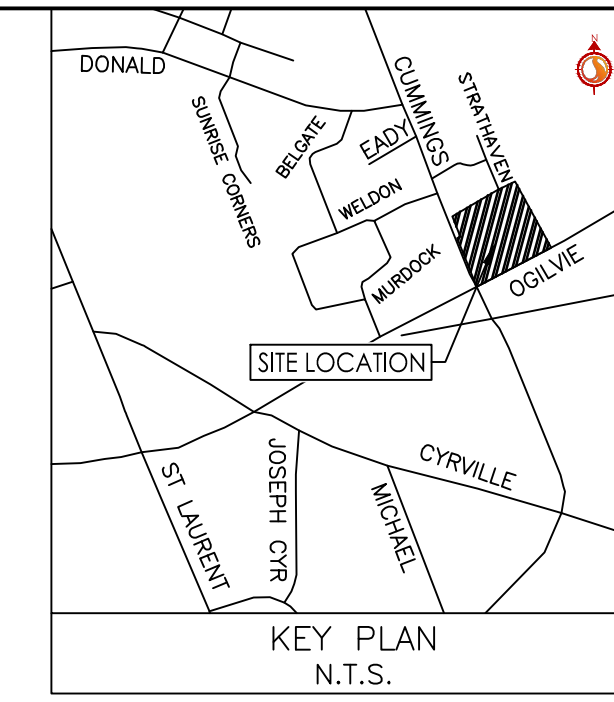 N
DONALD
CUMMINGS
STRATHAVEN
SUNRISE CORNERS
BELGATE
EADY
WELDON
MURDOCK
OGILVIE
SITE LOCATION
CYRVILLE
ST LAURENT
JOSEPH CYR
MICHAEL
KEY PLAN
N.T.S.